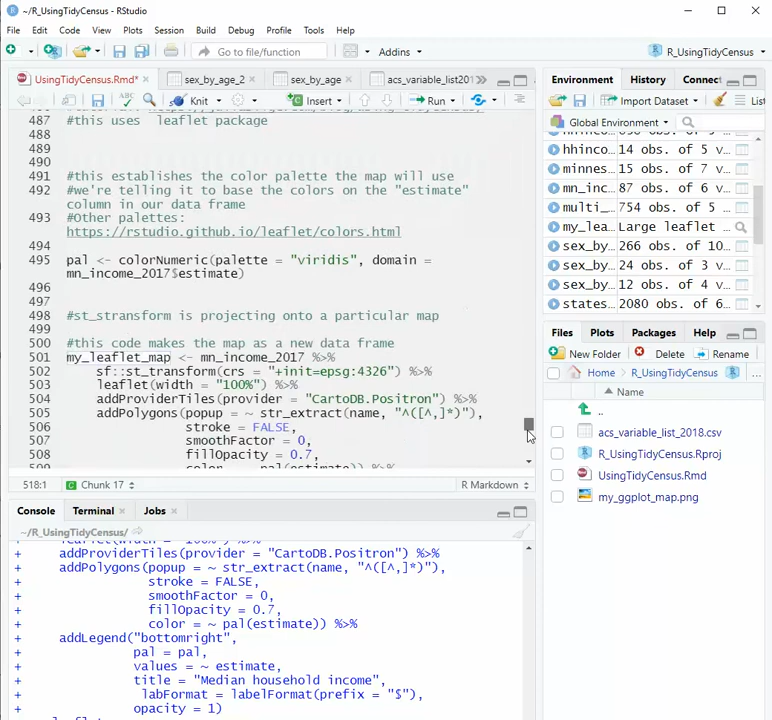 ~/R_UsingTidyCensus - RStudio
File Edit Code View Plots Session Build Debug Profile Tools Help
Go to file/function Addins R_UsingTidyCensus
UsingTidyCensus.Rmd* sex_by_age_2 sex_by_age acs_variable_list201
Knit Insert Run
487 #this uses leaflet package
488
489
490
491 #this establishes the color palette the map will use
492 #we're telling it to base the colors on the "estimate"
column in our data frame
493 #Other palettes:
https://rstudio.github.io/leaflet/colors.html
494
495 pal <- colorNumeric(palette = "viridis", domain =
mn_income_2017$estimate)
496
497
498 #st_stransform is projecting onto a particular map
499
500 #this code makes the map as a new data frame
501 my_leaflet_map <- mn_income_2017 %>%
502 sf::st_transform(crs = "+init=epsg:4326") %>%
503 leaflet(width = "100%") %>%
504 addProviderTiles(provider = "CartoDB.Positron") %>%
505 addPolygons(popup = ~ str_extract(name, "^([^,]*)"),
506 stroke = FALSE,
507 smoothFactor = 0,
508 fillOpacity = 0.7,
509 color = ~ pal(estimate)) %>%
518:1 Chunk 17 R Markdown
Console Terminal Jobs
~/R_UsingTidyCensus/
+ addProviderTiles(provider = "CartoDB.Positron") %>%
+ addPolygons(popup = ~ str_extract(name, "^([^,]*)"),
+ stroke = FALSE,
+ smoothFactor = 0,
+ fillOpacity = 0.7,
+ color = ~ pal(estimate)) %>%
+ addLegend("bottomright",
+ pal = pal,
+ values = ~ estimate,
+ title = "Median household income",
+ labFormat = labelFormat(prefix = "$"),
+ opacity = 1)
Environment History Connect
Import Dataset List
Global Environment
hhinco... 14 obs. of 5 v
minnes... 15 obs. of 7 v
mn_inc... 87 obs. of 6 v
multi_... 754 obs. of 5
my_lea... Large leaflet
sex_by... 266 obs. of 10
sex_by... 24 obs. of 3 v
sex_by... 12 obs. of 4 v
states... 2080 obs. of 6
Files Plots Packages Help
New Folder Delete Rename
Home R_UsingTidyCensus ...
Name
..
acs_variable_list_2018.csv
R_UsingTidyCensus.Rproj
UsingTidyCensus.Rmd
my_ggplot_map.png